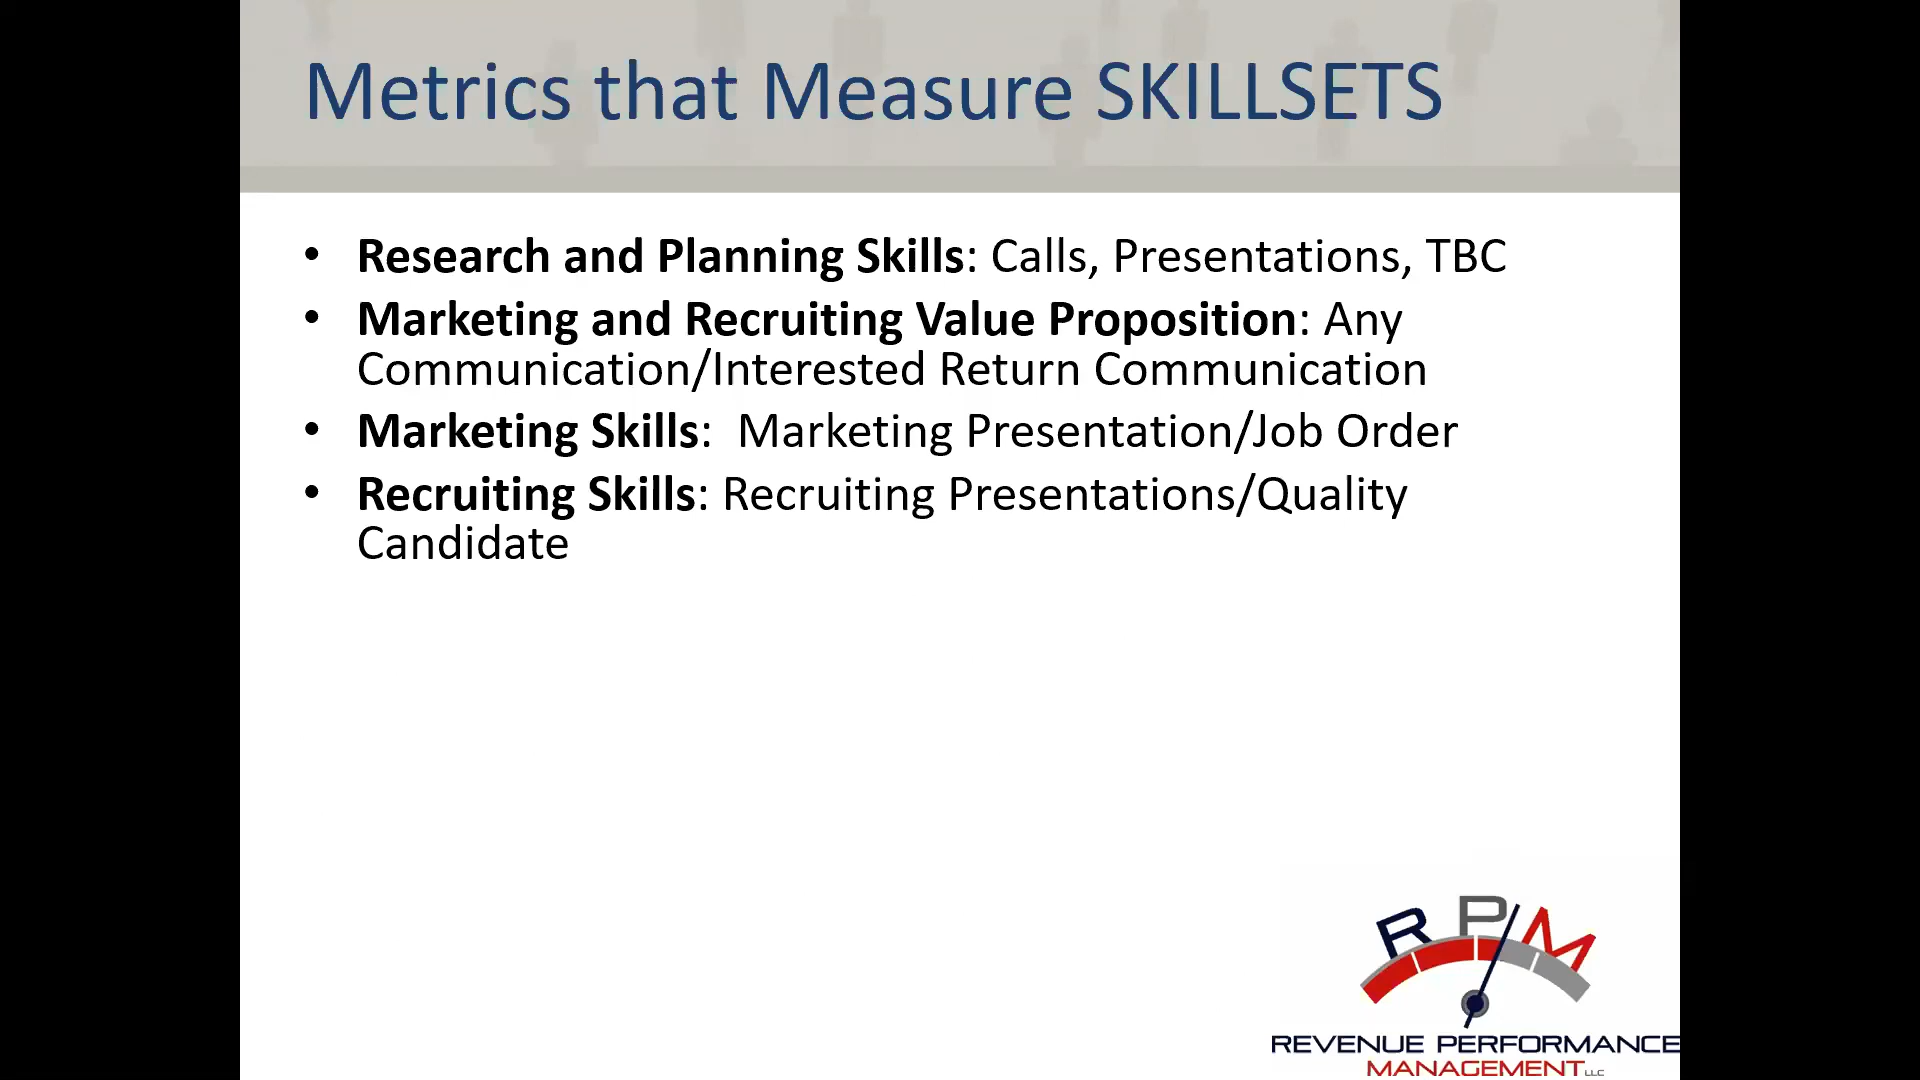 Metrics that Measure SKILLSETS
• Research and Planning Skills: Calls, Presentations, TBC
• Marketing and Recruiting Value Proposition: Any
Communication/Interested Return Communication
• Marketing Skills:  Marketing Presentation/Job Order
• Recruiting Skills: Recruiting Presentations/Quality
Candidate
RPM
REVENUE PERFORMANCE
MANAGEMENT LLC